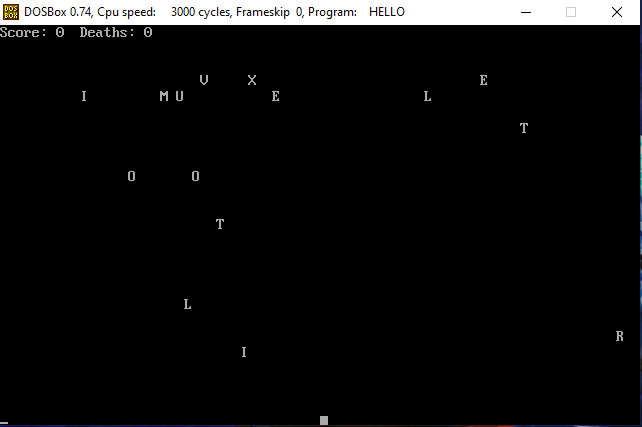 DOSBox 0.74, Cpu speed: 3000 cycles, Frameskip 0, Program: HELLO
Score: 0 Deaths: 0
V X E
I M U E L
T
O O
T
L
R
I